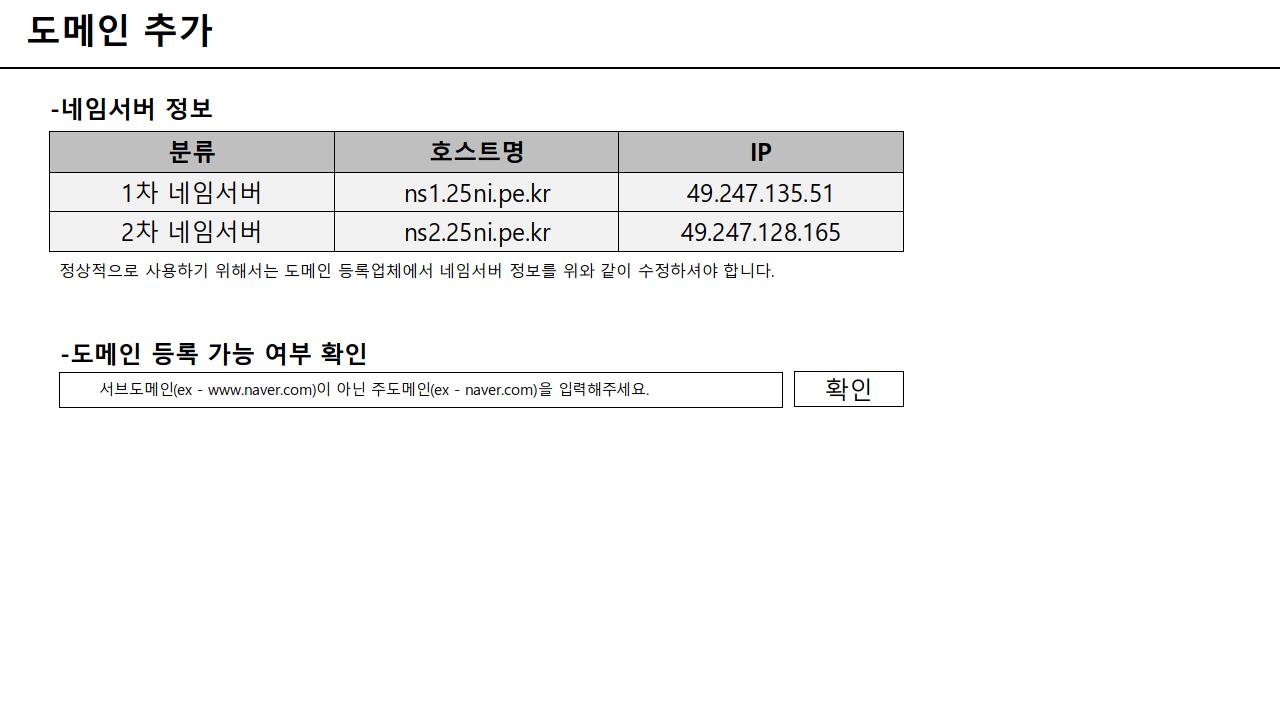 도메인 추가
-네임서버 정보
분류 호스트명 IP
1차 네임서버 ns1.25ni.pe.kr 49.247.135.51
2차 네임서버 ns2.25ni.pe.kr 49.247.128.165
정상적으로 사용하기 위해서는 도메인 등록업체에서 네임서버 정보를 위와 같이 수정하셔야 합니다.
-도메인 등록 가능 여부 확인
서브도메인(ex - www.naver.com)이 아닌 주도메인(ex - naver.com)을 입력해주세요. 확인